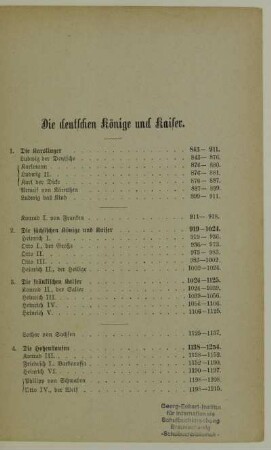 Die deutschen Könige und Kaiser.
1. Die Karolinger 843—911.
Ludwig der Deutsche 843—876.
Karlmann 876—880.
Ludwig II. 876—881.
Karl der Dicke 876—887.
Arnulf von Kärnthen 887—899.
Ludwig das Kind 899—911.
Konrad I. von Franken 911—918.
2. Die sächsischen Könige und Kaiser 919—1024.
Heinrich I. 919—936.
Otto I., der Große 936—973.
Otto II. 973—983.
Otto III. 983—1002.
Heinrich II., der Heilige 1002—1024.
3. Die fränkischen Kaiser 1024—1125.
Konrad II., der Salier 1024—1039.
Heinrich III. 1039—1056.
Heinrich IV. 1056—1106.
Heinrich V. 1106—1125.
Lothar von Sachsen 1125—1137.
4. Die Hohenstaufen 1138—1254.
Konrad III. 1138—1152.
Friedrich I., Barbarossa 1152—1190.
Heinrich VI. 1190—1197.
Philipp von Schwaben 1198—1208.
Otto IV., der Welf 1198—1215.
Georg-Eckert-Institut
für internationale
Schulbuchforschung
Braunschweig
-Schulbuchbibliothek-